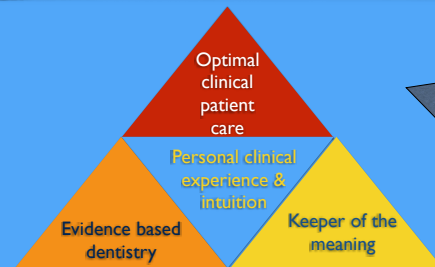 Optimal
clinical
patient
care
Personal clinical
experience &
intuition
Evidence based
dentistry
Keeper of the
meaning